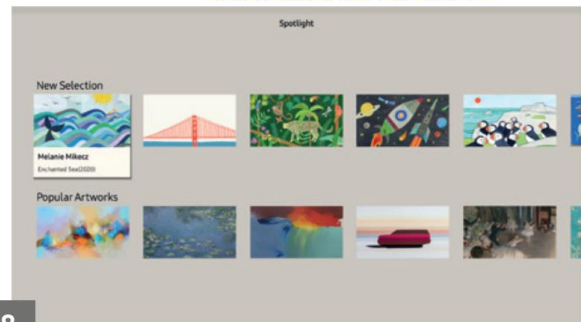 Spotlight
New Selection
Melanie Mikecz
Enchanted Sea(2020)
Popular Artworks